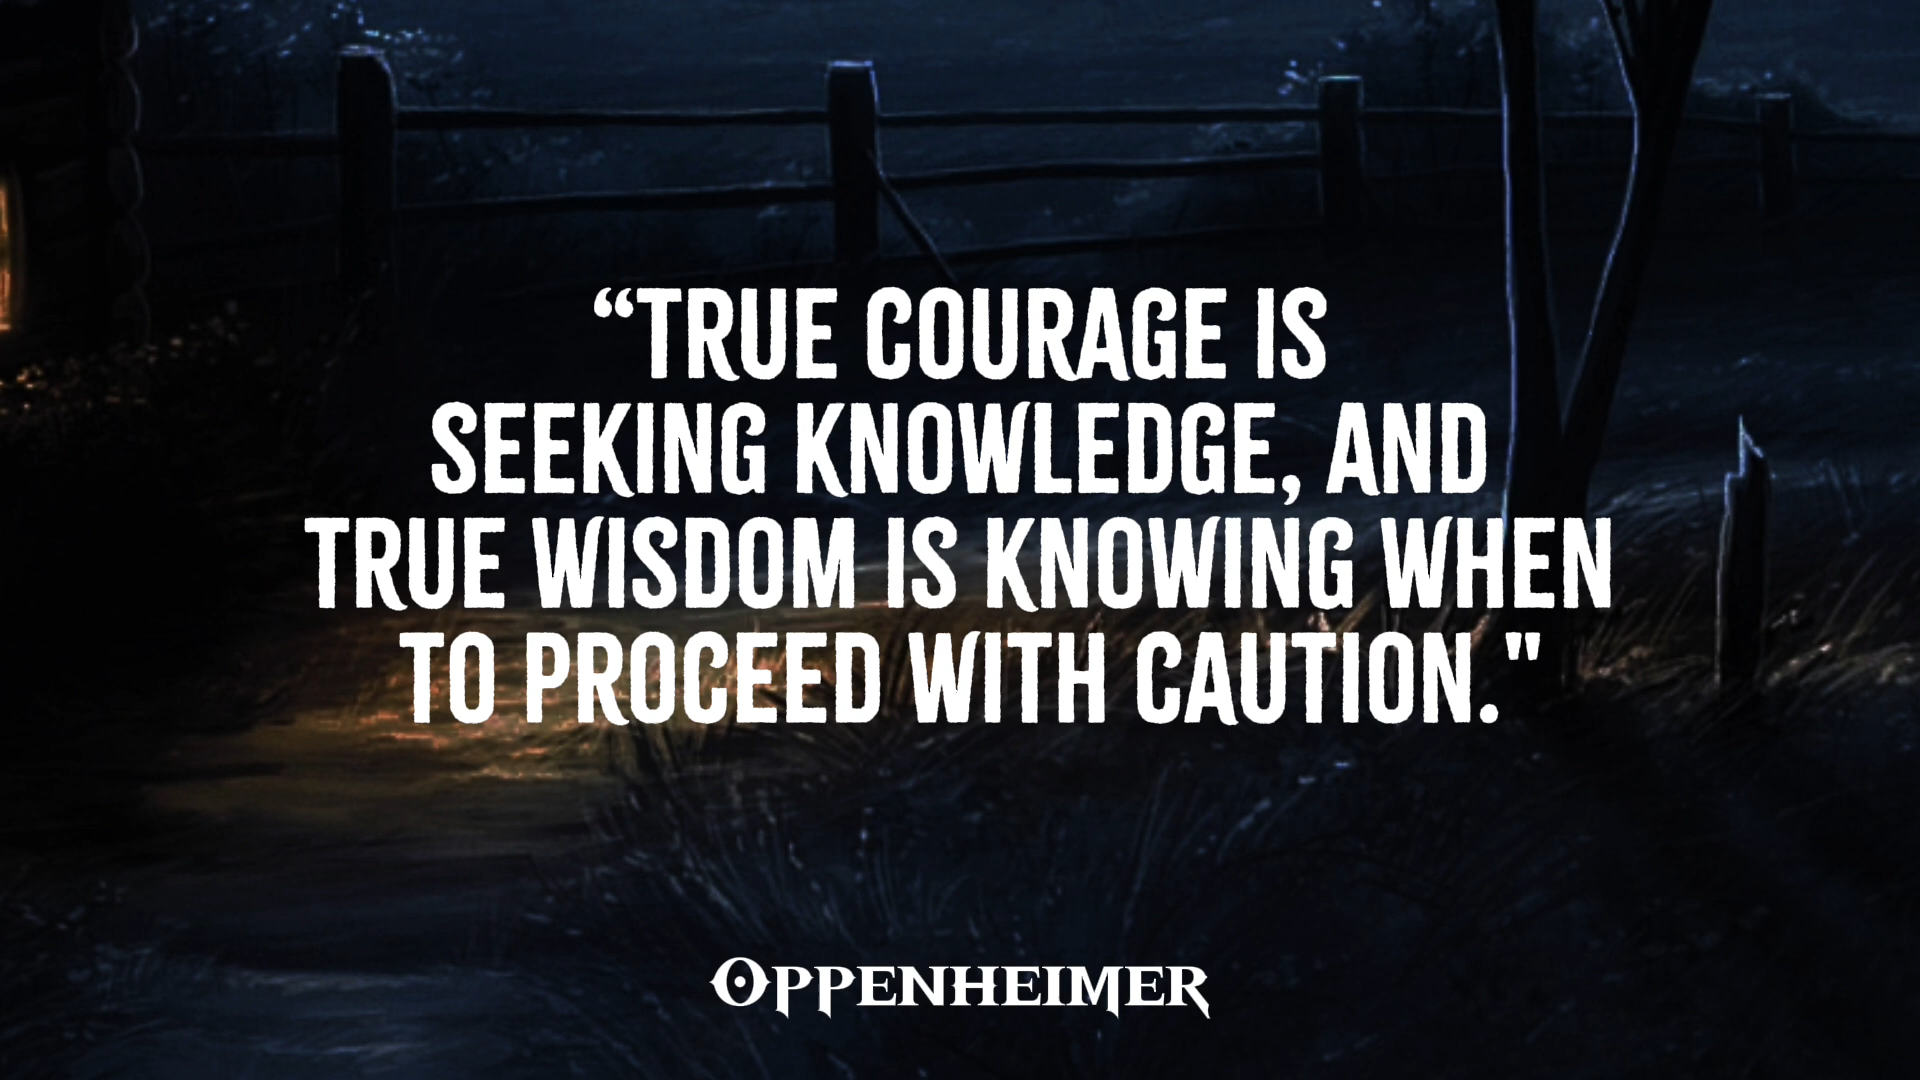 “TRUE COURAGE IS
SEEKING KNOWLEDGE, AND
TRUE WISDOM IS KNOWING WHEN
TO PROCEED WITH CAUTION."
OPPENHEIMER